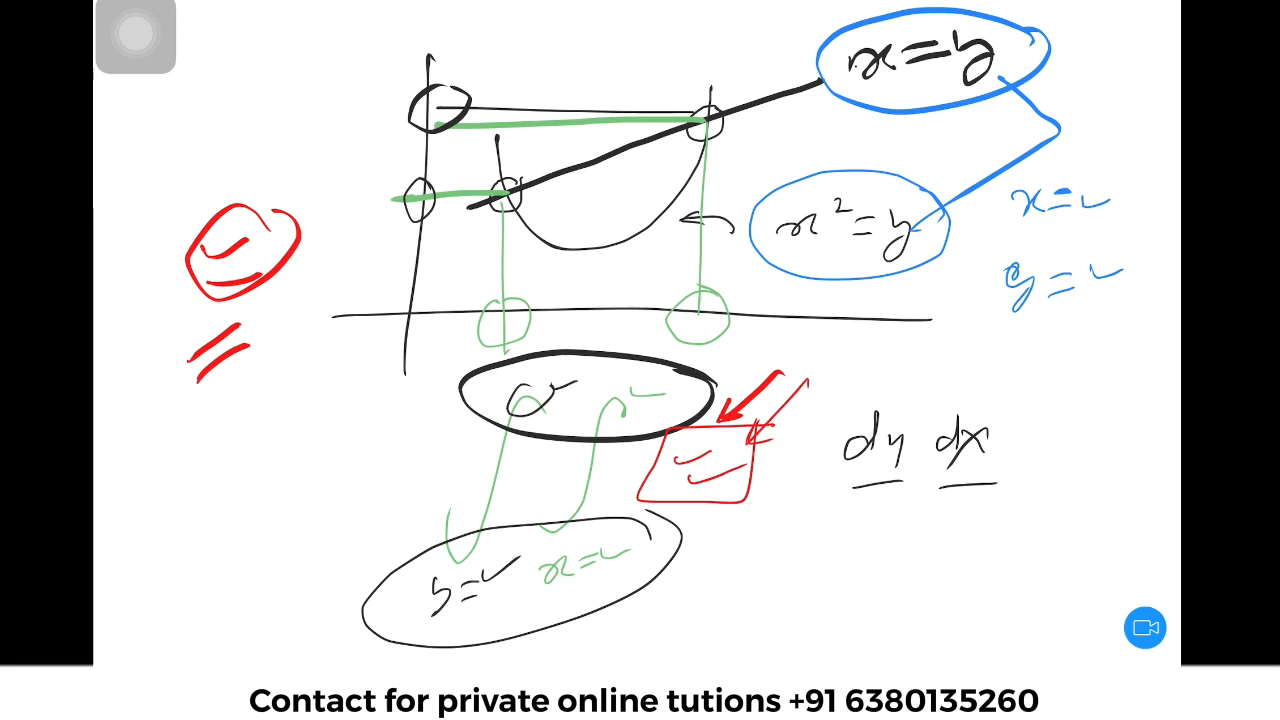 x=y
x²=y
x=✓
y=✓
dy dx
y=✓ x=✓
Contact for private online tutions +91 6380135260